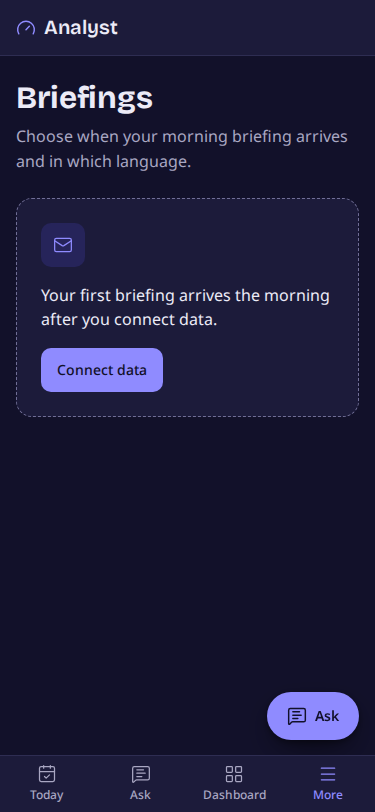 Analyst
Briefings
Choose when your morning briefing arrives
and in which language.
Your first briefing arrives the morning
after you connect data.
Connect data
Ask
Today
Ask
Dashboard
More